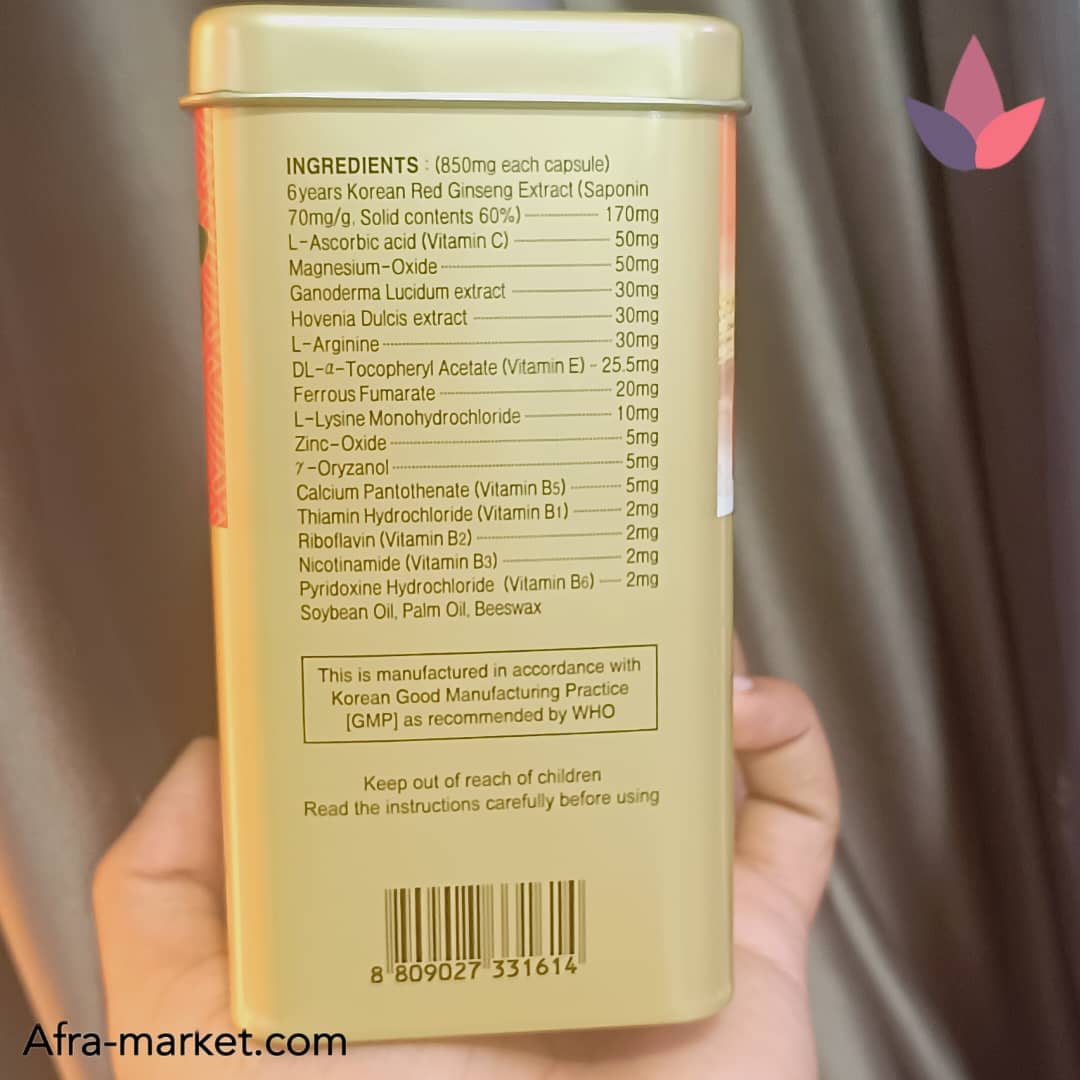 INGREDIENTS : (850mg each capsule)
6years Korean Red Ginseng Extract (Saponin
70mg/g, Solid contents 60%) 170mg
L-Ascorbic acid (Vitamin C) 50mg
Magnesium-Oxide 50mg
Ganoderma Lucidum extract 30mg
Hovenia Dulcis extract 30mg
L-Arginine 30mg
DL-α-Tocopheryl Acetate (Vitamin E) - 25.5mg
Ferrous Fumarate 20mg
L-Lysine Monohydrochloride 10mg
Zinc-Oxide 5mg
γ-Oryzanol 5mg
Calcium Pantothenate (Vitamin B5) 5mg
Thiamin Hydrochloride (Vitamin B1) 2mg
Riboflavin (Vitamin B2) 2mg
Nicotinamide (Vitamin B3) 2mg
Pyridoxine Hydrochloride (Vitamin B6) 2mg
Soybean Oil, Palm Oil, Beeswax
This is manufactured in accordance with
Korean Good Manufacturing Practice
[GMP] as recommended by WHO
Keep out of reach of children
Read the instructions carefully before using
8 809027 331614
Afra-market.com